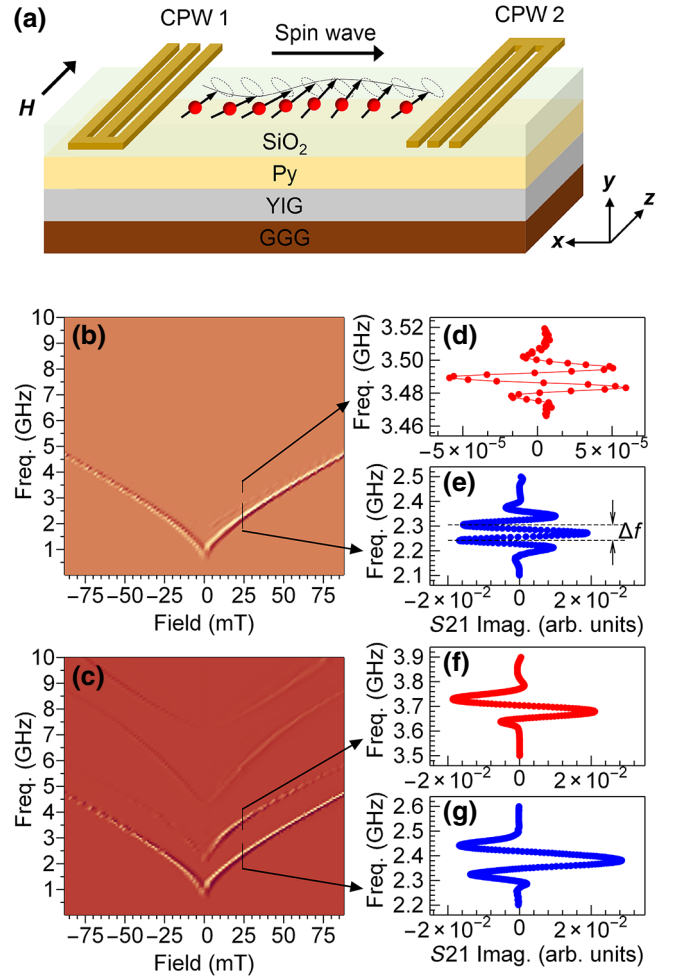 (a)
CPW 1
Spin wave
CPW 2
H
SiO2
Py
YIG
GGG
y
z
x
(b)
Freq. (GHz)
10
9
8
7
6
5
4
3
2
1
−75 −50 −25 0 25 50 75
Field (mT)
(d)
Freq. (GHz)
3.52
3.50
3.48
3.46
−5×10−5 0 5×10−5
(e)
Freq. (GHz)
2.5
2.4
2.3
2.2
2.1
Δf
−2×10−2 0 2×10−2
S21 Imag. (arb. units)
(c)
Freq. (GHz)
10
9
8
7
6
5
4
3
2
1
−75 −50 −25 0 25 50 75
Field (mT)
(f)
Freq. (GHz)
3.9
3.8
3.7
3.6
3.5
−2×10−2 0 2×10−2
(g)
Freq. (GHz)
2.6
2.5
2.4
2.3
2.2
−2×10−2 0 2×10−2
S21 Imag. (arb. units)